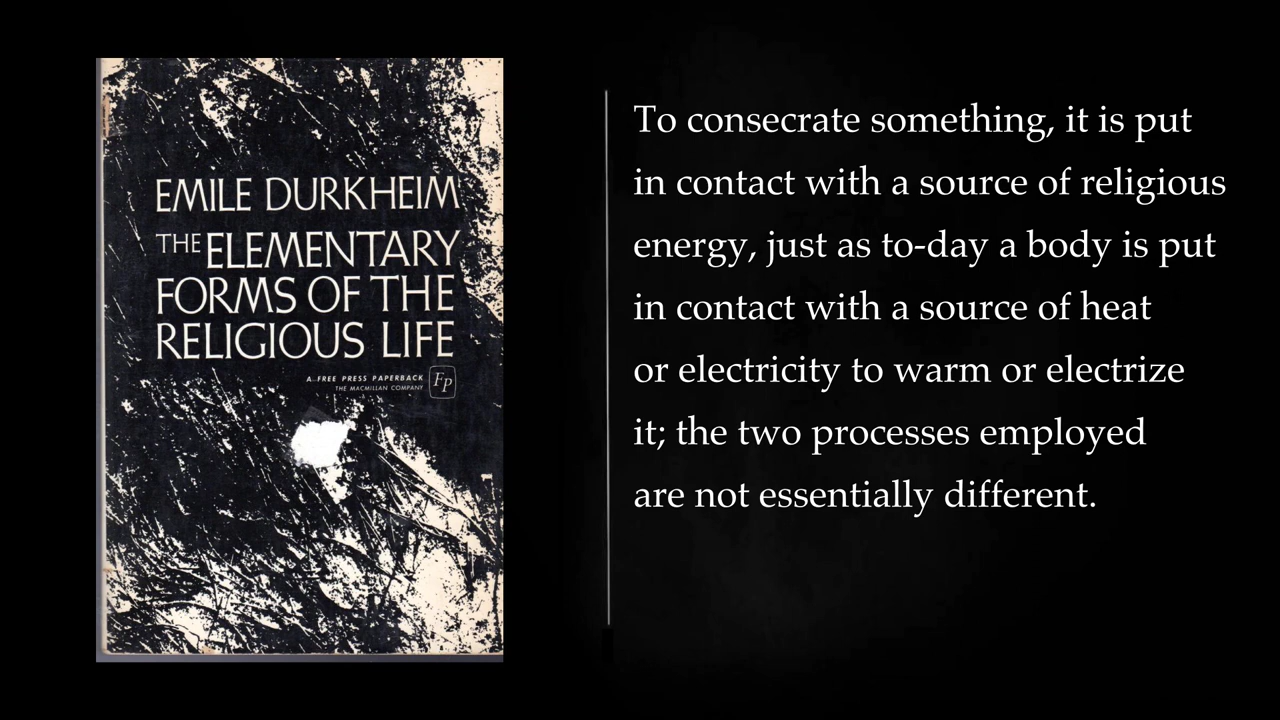 EMILE DURKHEIM
THE ELEMENTARY
FORMS OF THE
RELIGIOUS LIFE
A FREE PRESS PAPERBACK
THE MACMILLAN COMPANY
Fp
To consecrate something, it is put
in contact with a source of religious
energy, just as to-day a body is put
in contact with a source of heat
or electricity to warm or electrize
it; the two processes employed
are not essentially different.